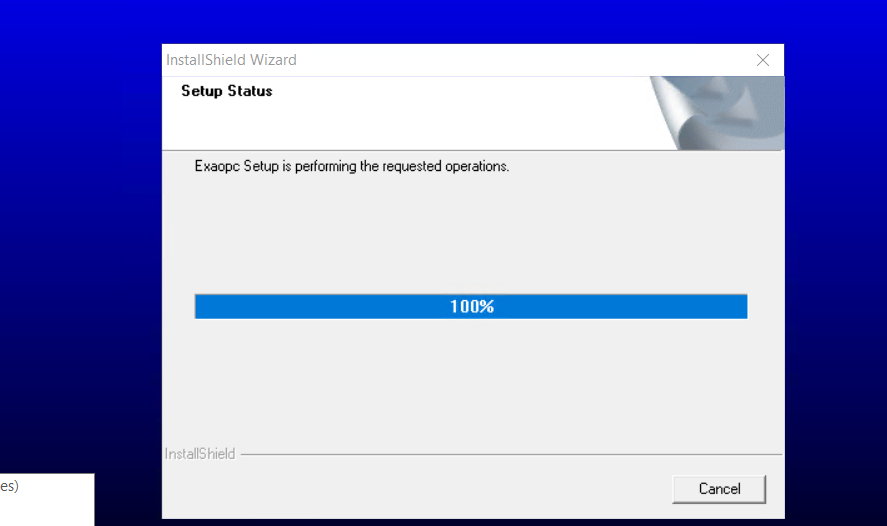 InstallShield Wizard
Setup Status
Exaopc Setup is performing the requested operations.
100%
InstallShield
es)
Cancel